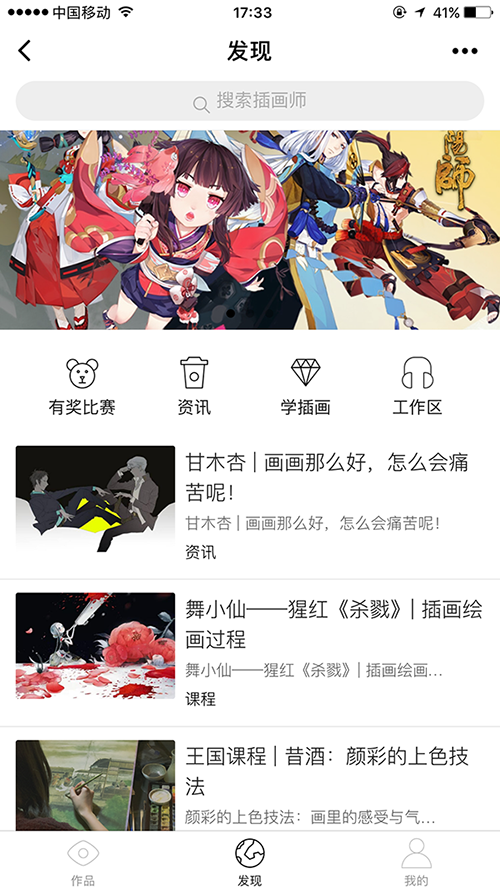 中国移动
17:33
41%
发现
搜索插画师
陽
師
有奖比赛
资讯
学插画
工作区
甘木杏 | 画画那么好，怎么会痛
苦呢！
甘木杏 | 画画那么好，怎么会痛苦呢！
资讯
舞小仙——猩红《杀戮》| 插画绘
画过程
舞小仙——猩红《杀戮》| 插画绘画...
课程
王国课程 | 昔酒：颜彩的上色技
法
颜彩的上色技法：画里的感受与气...
作品
发现
我的